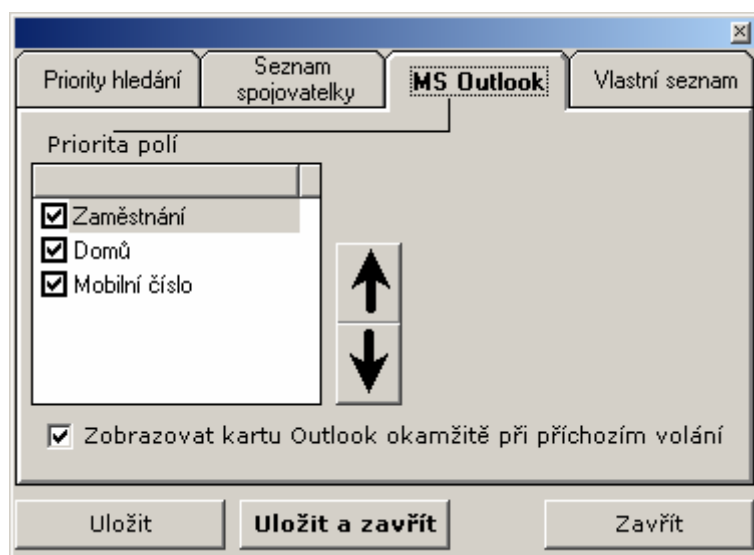 Priority hledání
Seznam
spojovatelky
MS Outlook
Vlastní seznam
Priorita polí
Zaměstnání
Domů
Mobilní číslo
Zobrazovat kartu Outlook okamžitě při příchozím volání
Uložit
Uložit a zavřít
Zavřít